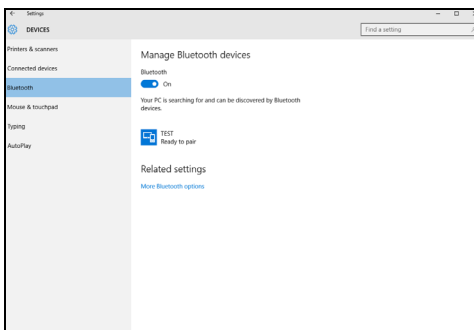 Settings
DEVICES
Find a setting
Printers & scanners
Connected devices
Bluetooth
Mouse & touchpad
Typing
AutoPlay
Manage Bluetooth devices
Bluetooth
On
Your PC is searching for and can be discovered by Bluetooth
devices.
TEST
Ready to pair
Related settings
More Bluetooth options